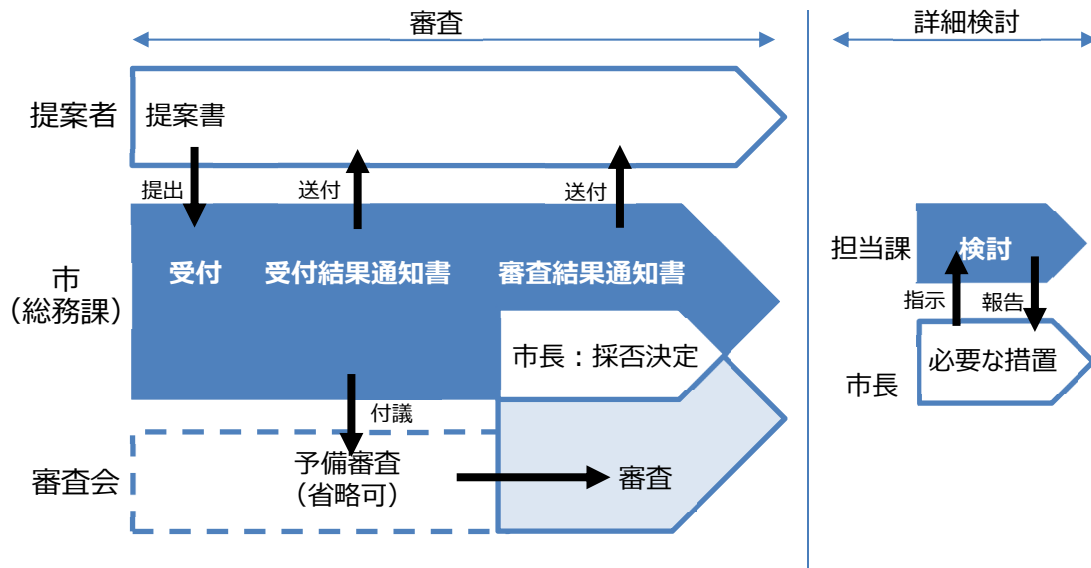 審査
詳細検討
提案者
提案書
提出
送付
送付
市
（総務課）
受付
受付結果通知書
審査結果通知書
市長：採否決定
付議
審査会
予備審査
（省略可）
審査
担当課
検討
指示
報告
市長
必要な措置